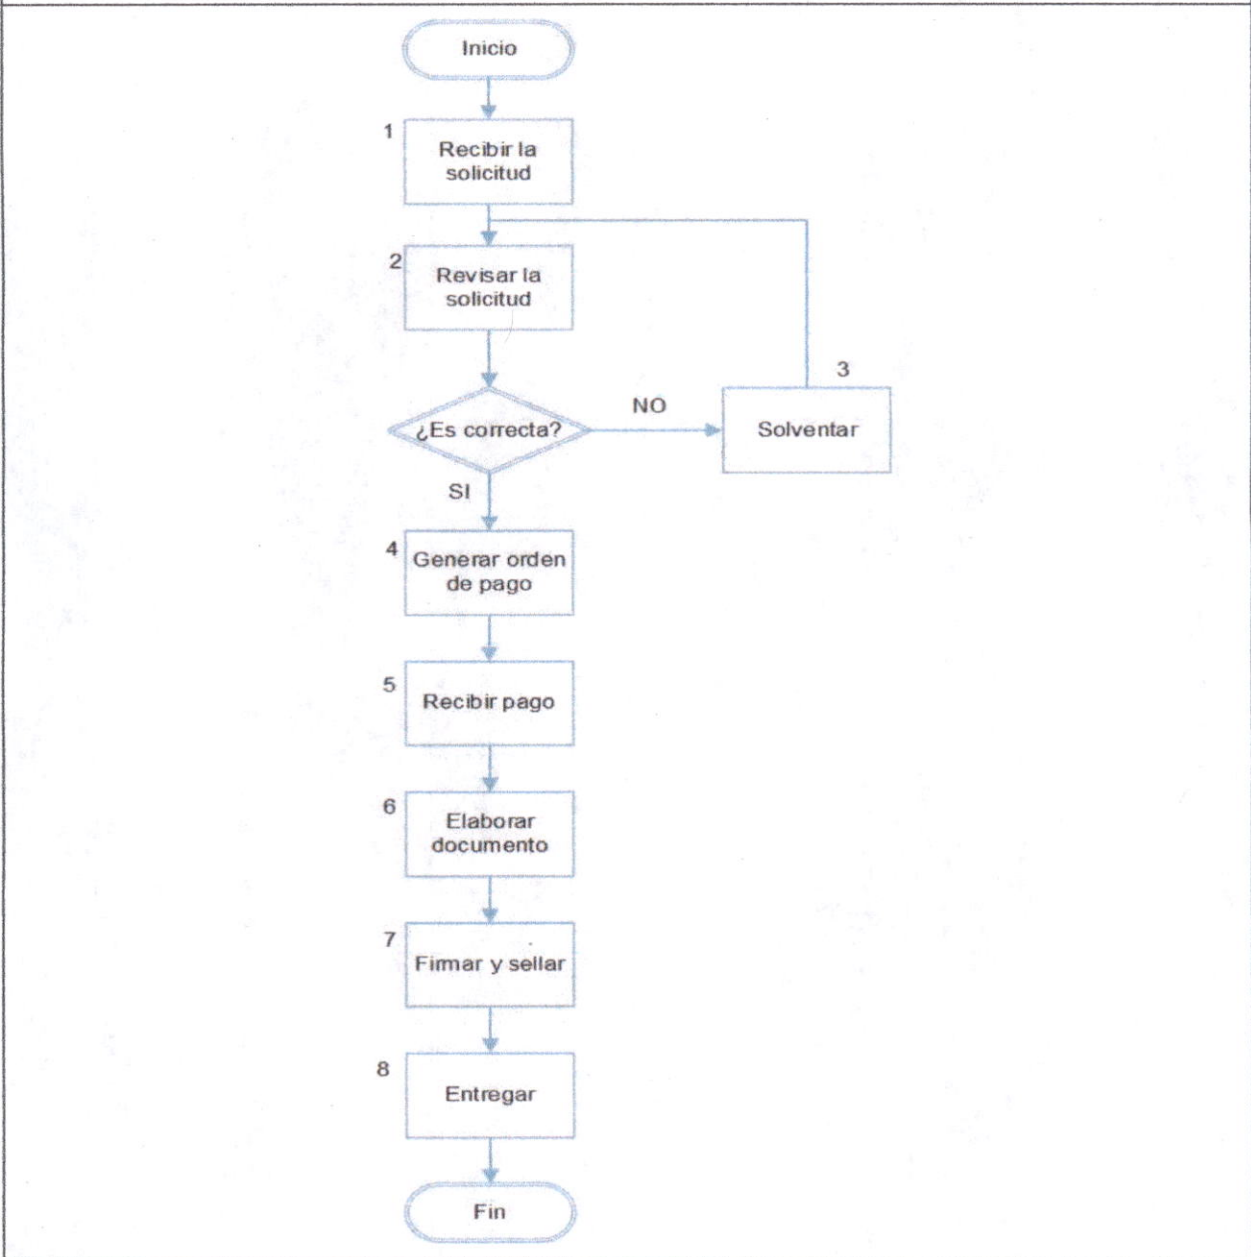 Inicio
1
Recibir la
solicitud
2
Revisar la
solicitud
3
¿Es correcta?
NO
Solventar
SI
4
Generar orden
de pago
5
Recibir pago
6
Elaborar
documento
7
Firmar y sellar
8
Entregar
Fin